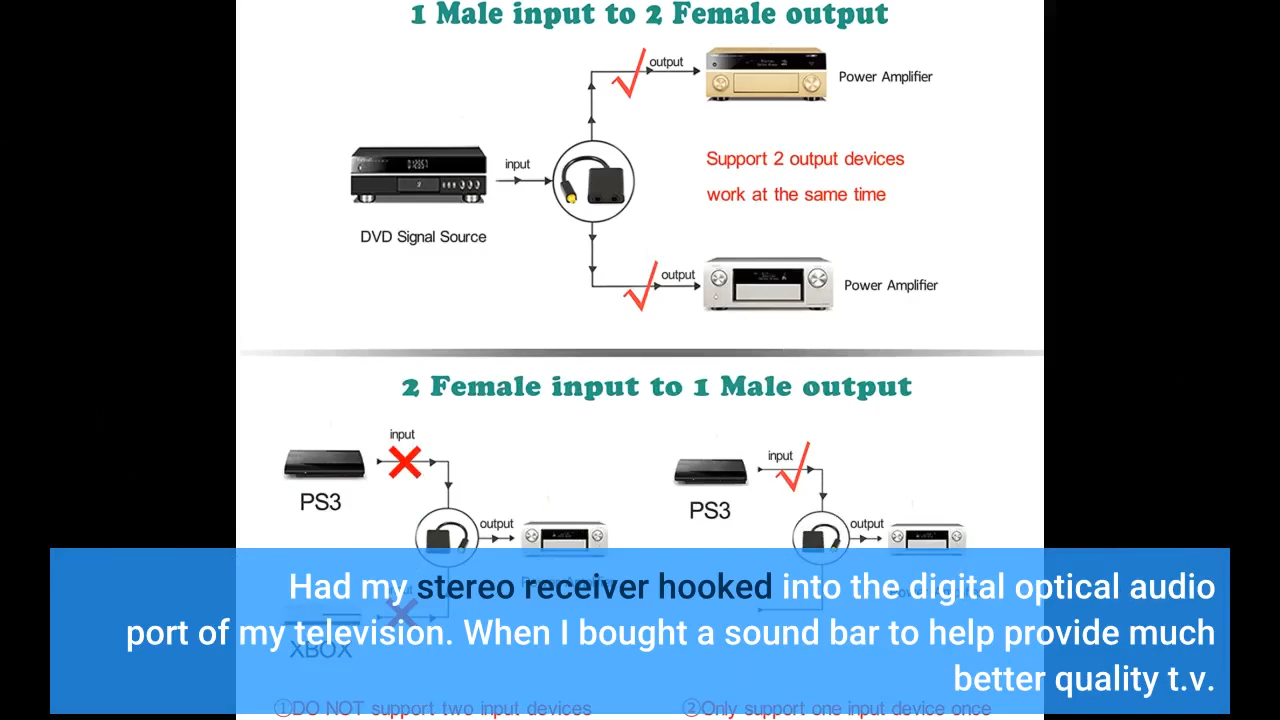 1 Male input to 2 Female output
output
Power Amplifier
input
Support 2 output devices
work at the same time
DVD Signal Source
output
Power Amplifier
2 Female input to 1 Male output
input
PS3
output
input
PS3
output
XBOX
Had my stereo receiver hooked into the digital optical audio
port of my television. When I bought a sound bar to help provide much
better quality t.v.
①DO NOT support two input devices
②Only support one input device once